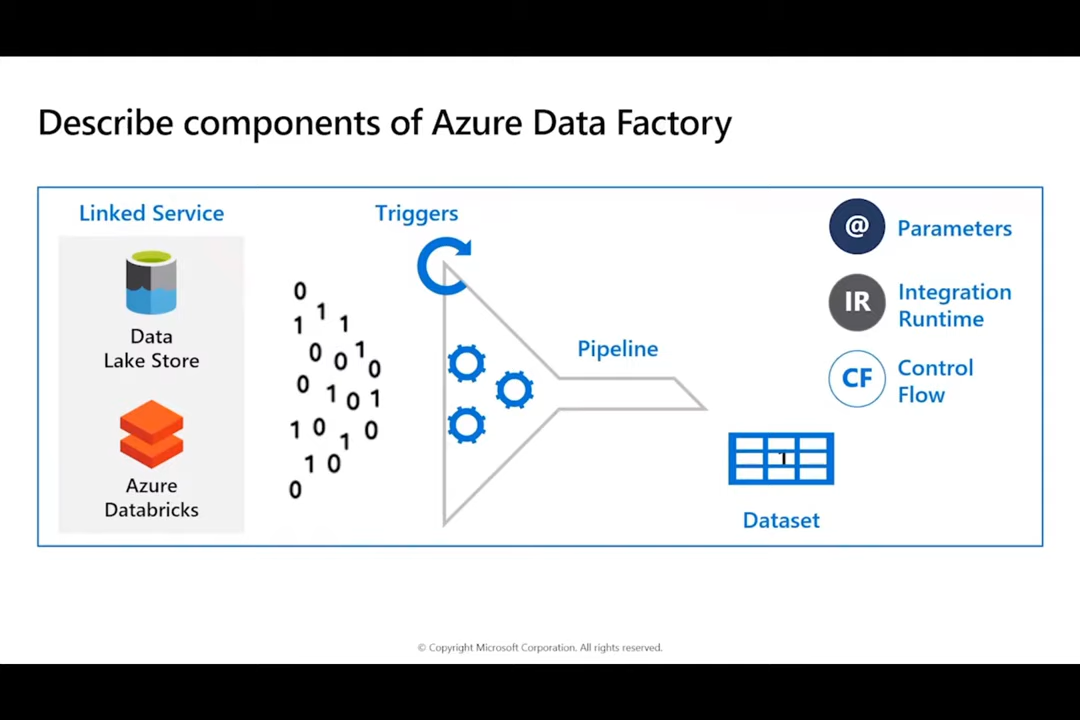 Describe components of Azure Data Factory
Linked Service
Data
Lake Store
Azure
Databricks
Triggers
0
1
1 1
0 0 1 0
0 1 0 1
1 0 1 0
1 0
0
Pipeline
1
Dataset
@ Parameters
IR Integration
Runtime
CF Control
Flow
© Copyright Microsoft Corporation. All rights reserved.